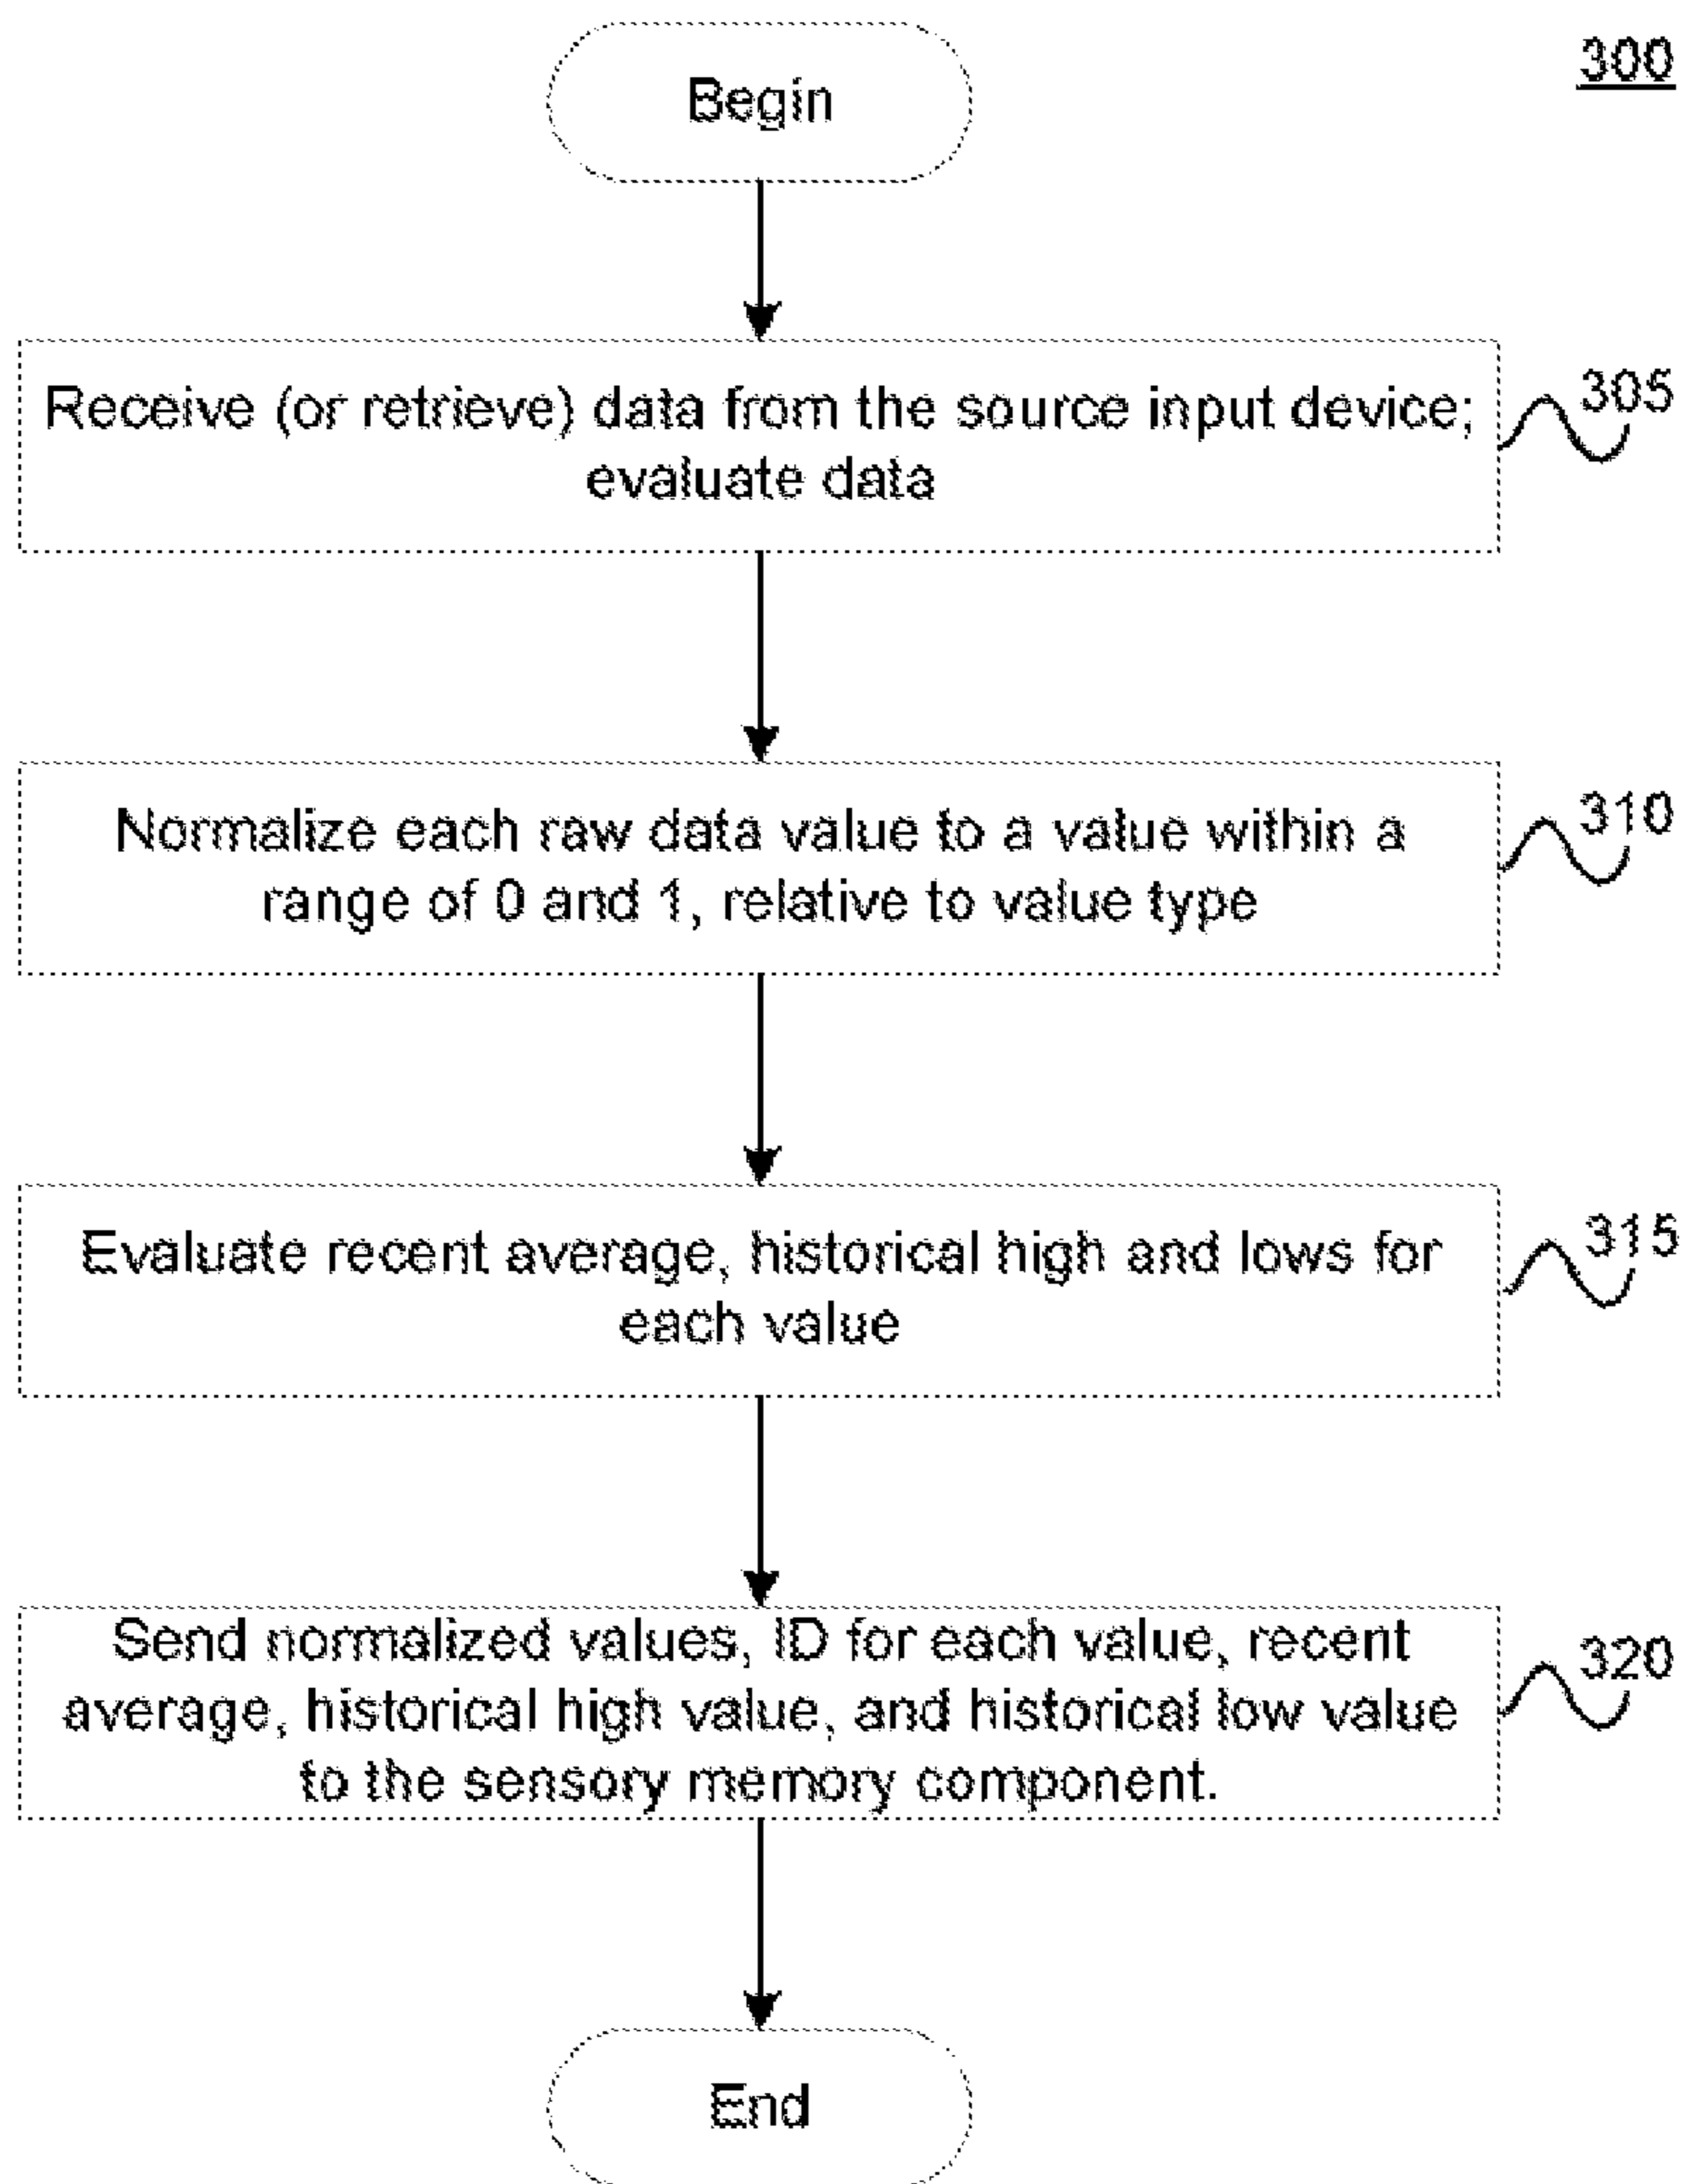 300
Begin
Receive (or retrieve) data from the source input device;
evaluate data
305
Normalize each raw data value to a value within a
range of 0 and 1, relative to value type
310
Evaluate recent average, historical high and lows for
each value
315
Send normalized values, ID for each value, recent
average, historical high value, and historical low value
to the sensory memory component.
320
End